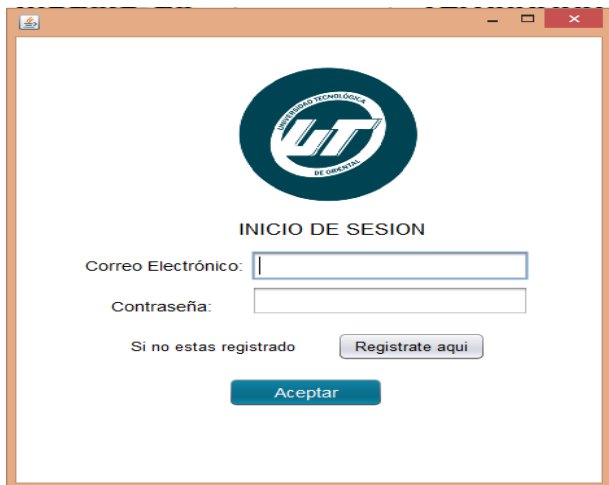 UNIVERSIDAD TECNOLÓGICA
UT
DE ORIENTAL
INICIO DE SESION
Correo Electrónico:
Contraseña:
Si no estas registrado Registrate aqui
Aceptar